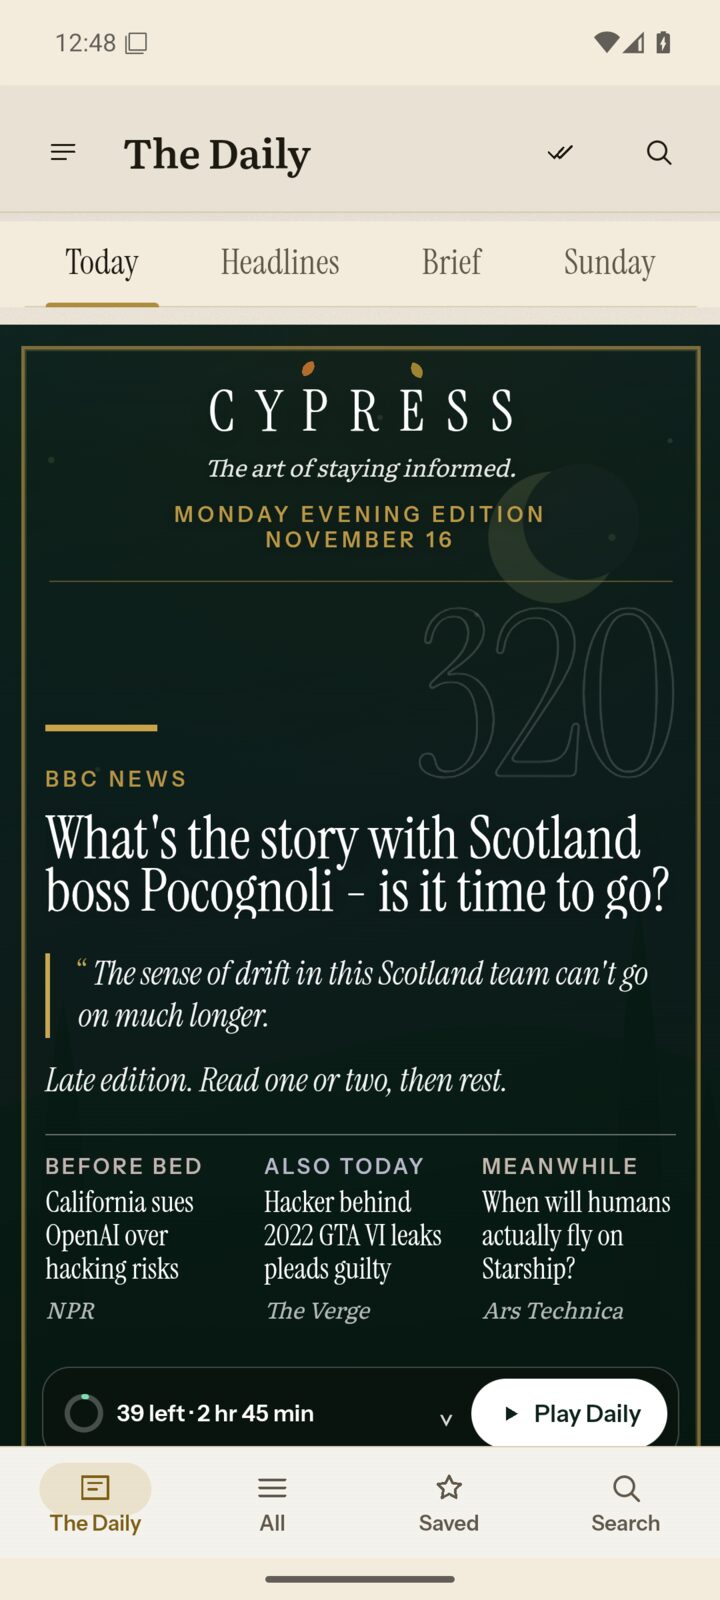 12:48
The Daily
Today
Headlines
Brief
Sunday
CYPRESS
The art of staying informed.
MONDAY EVENING EDITION
NOVEMBER 16
320
BBC NEWS
What's the story with Scotland
boss Pocognoli – is it time to go?
“ The sense of drift in this Scotland team can't go
on much longer.
Late edition. Read one or two, then rest.
BEFORE BED
California sues
OpenAI over
hacking risks
NPR
ALSO TODAY
Hacker behind
2022 GTA VI leaks
pleads guilty
The Verge
MEANWHILE
When will humans
actually fly on
Starship?
Ars Technica
39 left · 2 hr 45 min
Play Daily
The Daily
All
Saved
Search